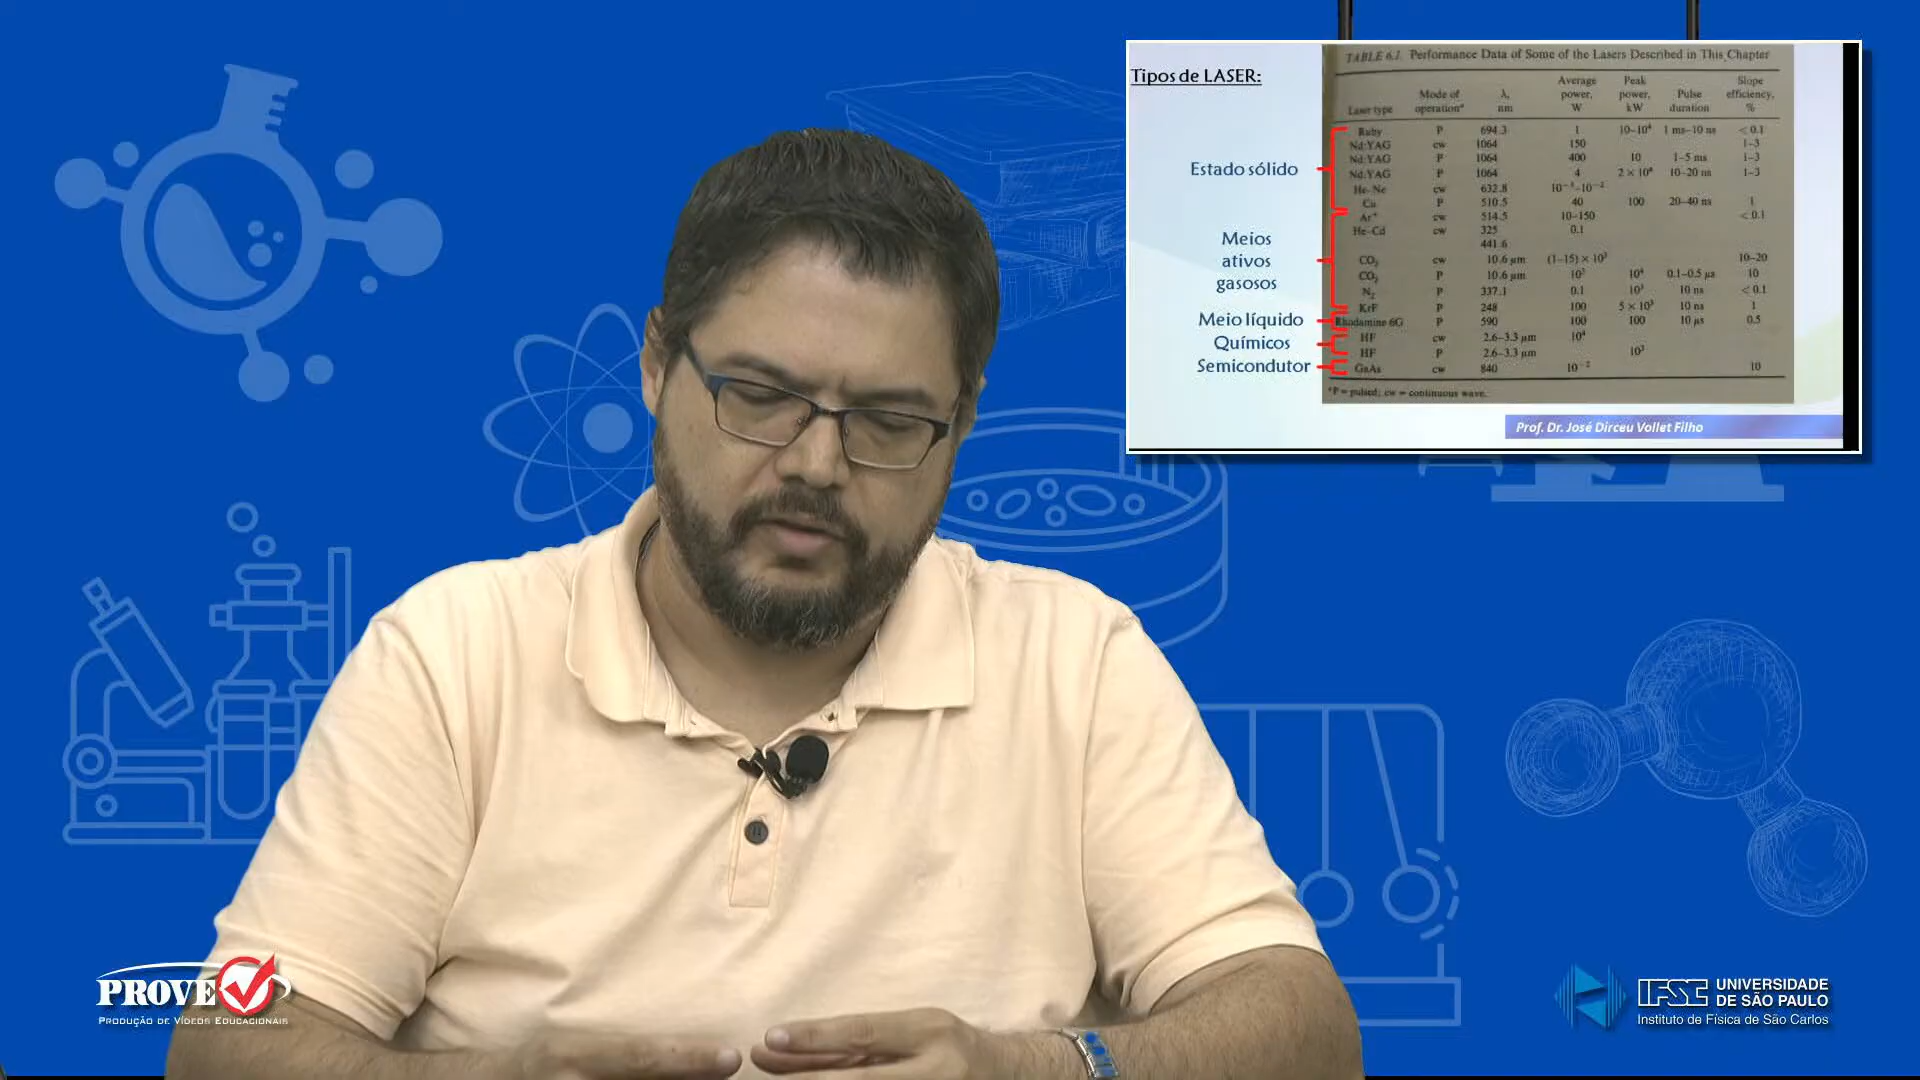 Tipos de LASER:
TABLE 6.1. Performance Data of Some of the Lasers Described in This Chapter
Laser type Mode of operation* λ, nm Average power, W Peak power, kW Pulse duration Slope efficiency, %
Ruby P 694.3 1 10–10⁴ 1 ms–10 ns < 0.1
Nd:YAG cw 1064 150 1–3
Nd:YAG P 1064 400 10 1–5 ms 1–3
Nd:YAG P 1064 4 2 × 10⁴ 10–20 ns 1–3
He–Ne cw 632.8
Cu P 510.5 40 100 20–40 ns 1
Ar⁺ cw 514.5 10–150 < 0.1
He–Cd cw 325 0.1
441.6
CO₂ cw 10.6 μm (1–15) × 10³ 10–20
CO₂ P 10.6 μm 10³ 10⁴ 0.1–0.5 μs 10
N₂ P 337.1 0.1 10³ 10 ns < 0.1
KrF P 248 100 5 × 10³ 10 ns 1
Rhodamine 6G P 590 100 100 10 μs 0.5
HF cw 2.6–3.3 μm 10⁴
HF P 2.6–3.3 μm 10³
GaAs cw 840 10⁻² 10
*P = pulsed; cw = continuous wave.
Estado sólido
Meios
ativos
gasosos
Meio líquido
Químicos
Semicondutor
Prof. Dr. José Dirceu Vollet Filho
PROVE
PRODUÇÃO DE VÍDEOS EDUCACIONAIS
IFSC UNIVERSIDADE
DE SÃO PAULO
Instituto de Física de São Carlos